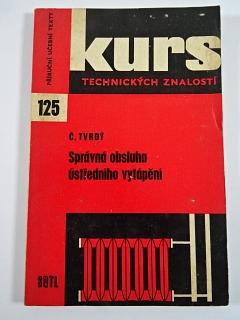 PŘÍRUČNÍ UČEBNÍ TEXTY
kurs
TECHNICKÝCH ZNALOSTÍ
125
Č. TVRDÝ
Správná obsluha
ústředního vytápění
SNTL